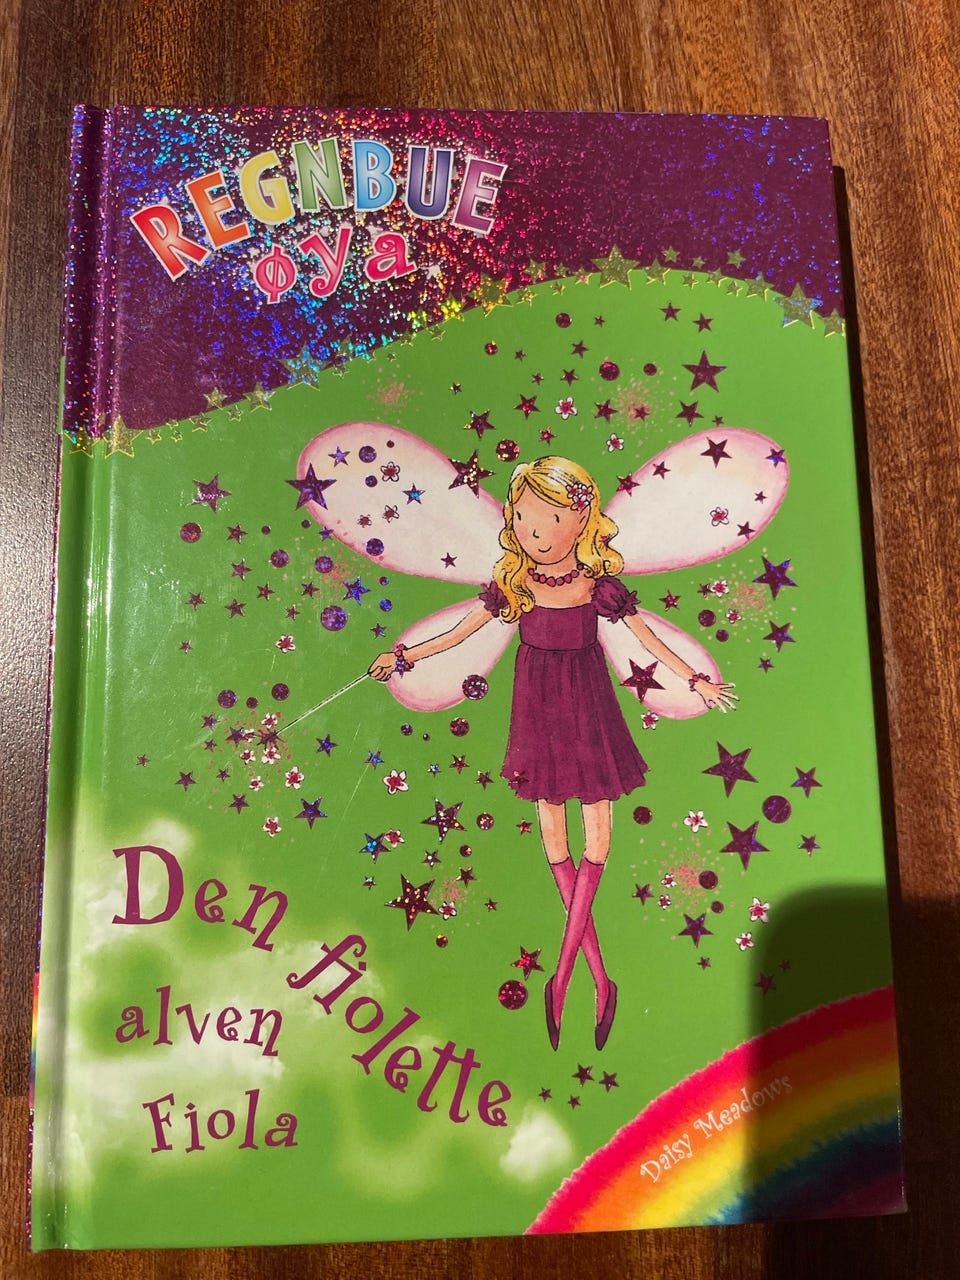 REGNBUE
øya
Den fiolette
alven
Fiola
Daisy Meadows